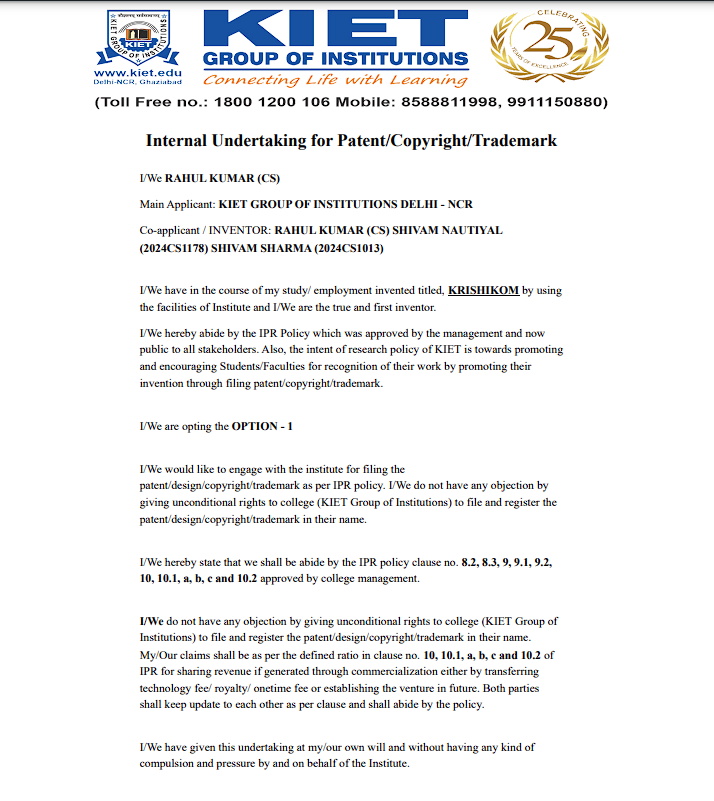 KIET GROUP OF INSTITUTIONS
KIET
www.kiet.edu
Delhi-NCR, Ghaziabad
KIET
GROUP OF INSTITUTIONS
Connecting Life with Learning
CELEBRATING
25
YEARS OF EXCELLENCE
(Toll Free no.: 1800 1200 106 Mobile: 8588811998, 9911150880)
Internal Undertaking for Patent/Copyright/Trademark
I/We RAHUL KUMAR (CS)
Main Applicant: KIET GROUP OF INSTITUTIONS DELHI - NCR
Co-applicant / INVENTOR: RAHUL KUMAR (CS) SHIVAM NAUTIYAL
(2024CS1178) SHIVAM SHARMA (2024CS1013)
I/We have in the course of my study/ employment invented titled, KRISHIKOM by using
the facilities of Institute and I/We are the true and first inventor.
I/We hereby abide by the IPR Policy which was approved by the management and now
public to all stakeholders. Also, the intent of research policy of KIET is towards promoting
and encouraging Students/Faculties for recognition of their work by promoting their
invention through filing patent/copyright/trademark.
I/We are opting the OPTION - 1
I/We would like to engage with the institute for filing the
patent/design/copyright/trademark as per IPR policy. I/We do not have any objection by
giving unconditional rights to college (KIET Group of Institutions) to file and register the
patent/design/copyright/trademark in their name.
I/We hereby state that we shall be abide by the IPR policy clause no. 8.2, 8.3, 9, 9.1, 9.2,
10, 10.1, a, b, c and 10.2 approved by college management.
I/We do not have any objection by giving unconditional rights to college (KIET Group of
Institutions) to file and register the patent/design/copyright/trademark in their name.
My/Our claims shall be as per the defined ratio in clause no. 10, 10.1, a, b, c and 10.2 of
IPR for sharing revenue if generated through commercialization either by transferring
technology fee/ royalty/ onetime fee or establishing the venture in future. Both parties
shall keep update to each other as per clause and shall abide by the policy.
I/We have given this undertaking at my/our own will and without having any kind of
compulsion and pressure by and on behalf of the Institute.